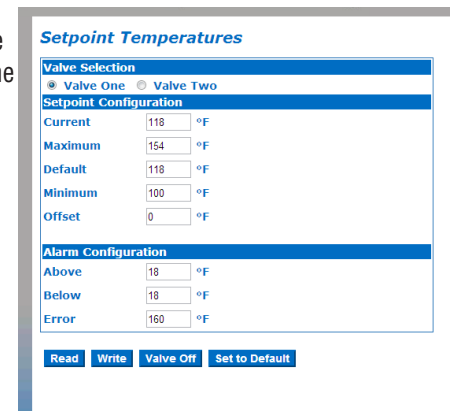 Setpoint Temperatures
Valve Selection
Valve One Valve Two
Setpoint Configuration
Current 118 °F
Maximum 154 °F
Default 118 °F
Minimum 100 °F
Offset 0 °F
Alarm Configuration
Above 18 °F
Below 18 °F
Error 160 °F
Read Write Valve Off Set to Default